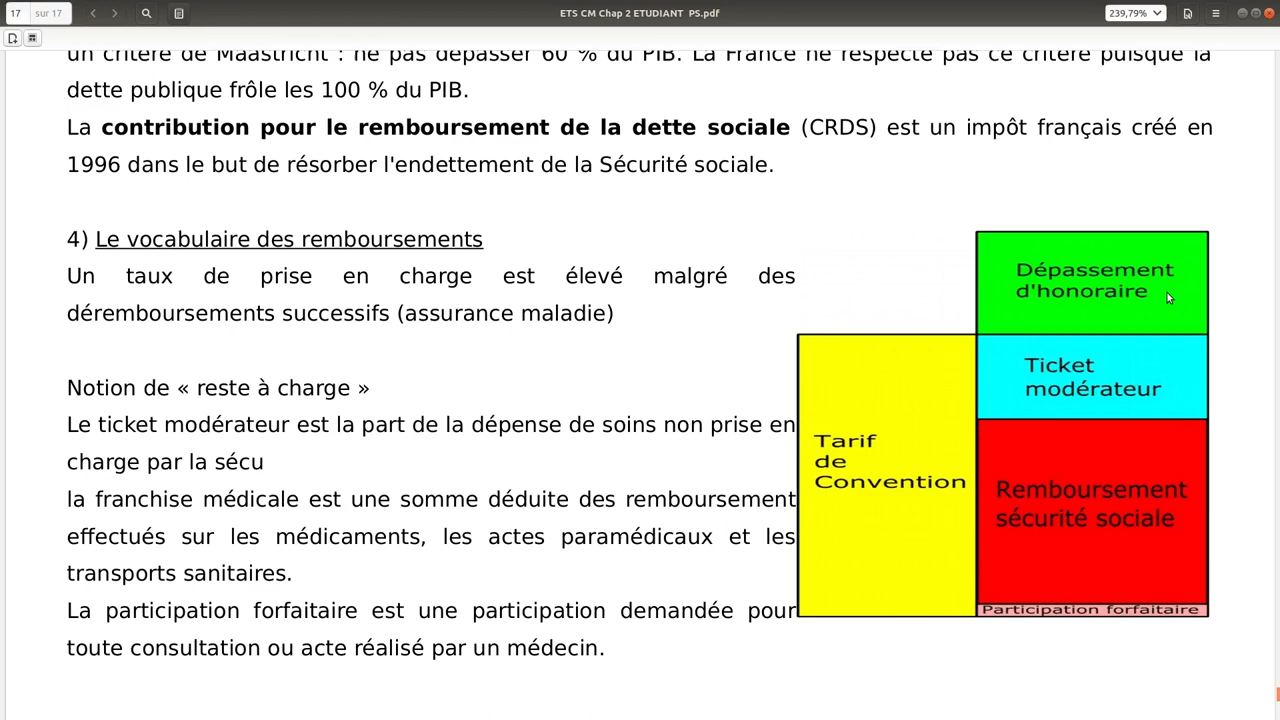 17 sur 17
ETS CM Chap 2 ETUDIANT PS.pdf
239,79%
un critère de Maastricht : ne pas dépasser 60 % du PIB. La France ne respecte pas ce critère puisque la
dette publique frôle les 100 % du PIB.
La contribution pour le remboursement de la dette sociale (CRDS) est un impôt français créé en
1996 dans le but de résorber l'endettement de la Sécurité sociale.
4) Le vocabulaire des remboursements
Un taux de prise en charge est élevé malgré des
déremboursements successifs (assurance maladie)
Notion de « reste à charge »
Le ticket modérateur est la part de la dépense de soins non prise en
charge par la sécu
la franchise médicale est une somme déduite des remboursement
effectués sur les médicaments, les actes paramédicaux et les
transports sanitaires.
La participation forfaitaire est une participation demandée pour
toute consultation ou acte réalisé par un médecin.
Dépassement
d'honoraire
Ticket
modérateur
Tarif
de
Convention
Remboursement
sécurité sociale
Participation forfaitaire